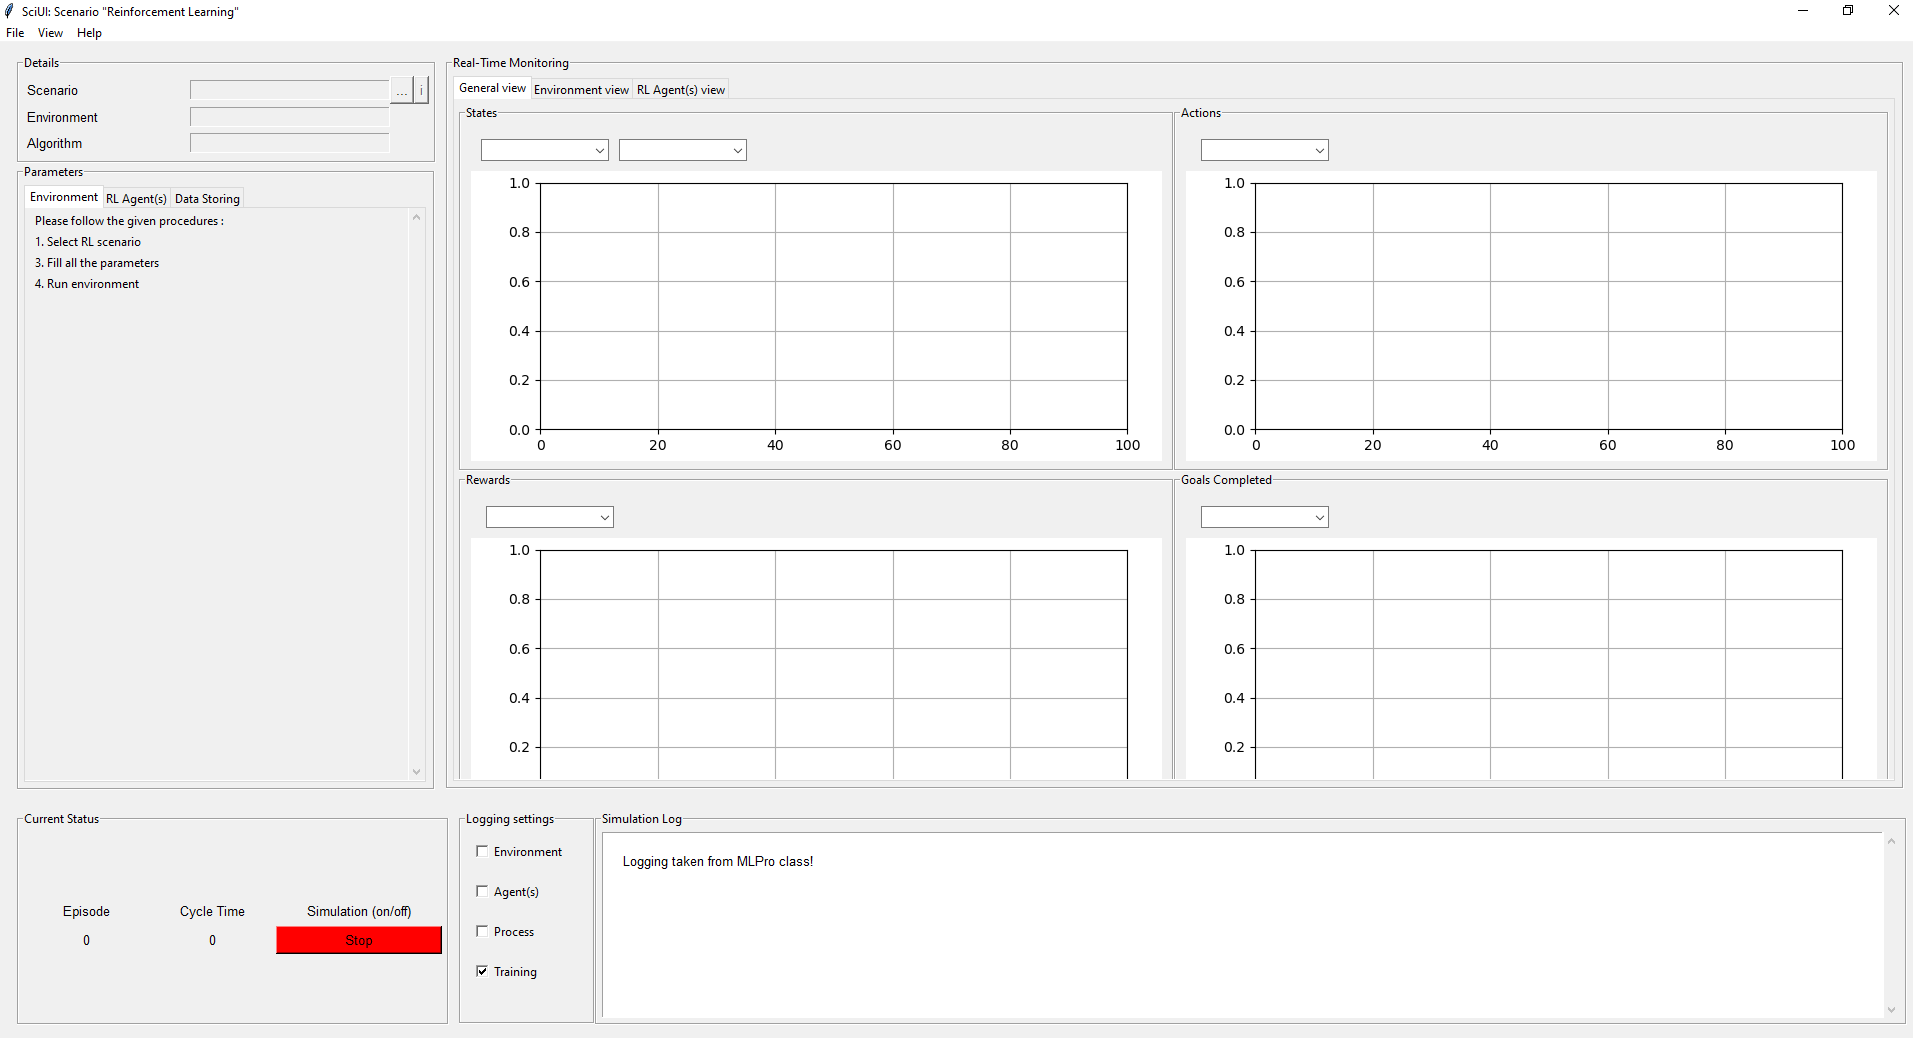 SciUI: Scenario "Reinforcement Learning"
File View Help
Details
Scenario ... i
Environment
Algorithm
Parameters
Environment RL Agent(s) Data Storing
Please follow the given procedures :
1. Select RL scenario
3. Fill all the parameters
4. Run environment
Real-Time Monitoring
General view Environment view RL Agent(s) view
States
1.0
0.8
0.6
0.4
0.2
0.0
0 20 40 60 80 100
Actions
1.0
0.8
0.6
0.4
0.2
0.0
0 20 40 60 80 100
Rewards
1.0
0.8
0.6
0.4
0.2
Goals Completed
1.0
0.8
0.6
0.4
0.2
Current Status
Episode Cycle Time Simulation (on/off)
0 0 Stop
Logging settings
Environment
Agent(s)
Process
Training
Simulation Log
Logging taken from MLPro class!